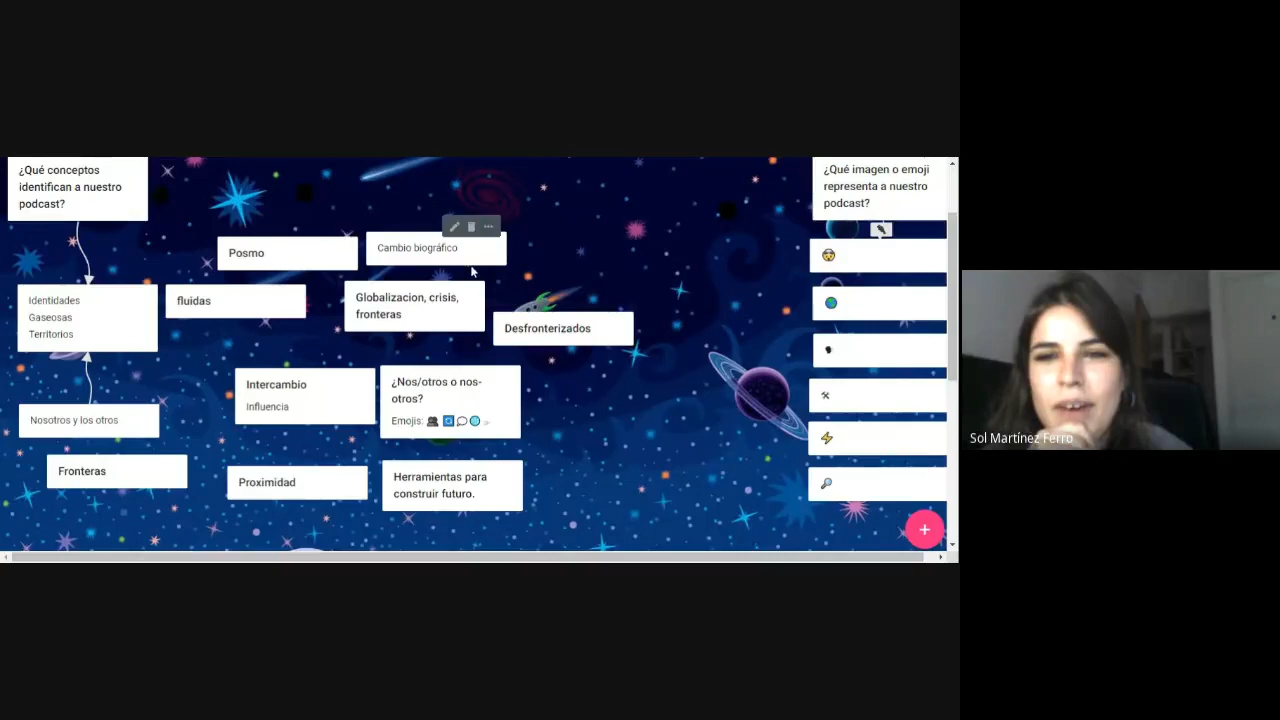 ¿Qué conceptos
identifican a nuestro
podcast?
¿Qué imagen o emoji
representa a nuestro
podcast?
Posmo
Cambio biográfico
Identidades
Gaseosas
Territorios
fluidas
Globalizacion, crisis,
fronteras
Desfronterizados
Intercambio
Influencia
¿Nos/otros o nos-
otros?
Emojis:
Nosotros y los otros
Fronteras
Proximidad
Herramientas para
construir futuro.
Sol Martínez Ferro